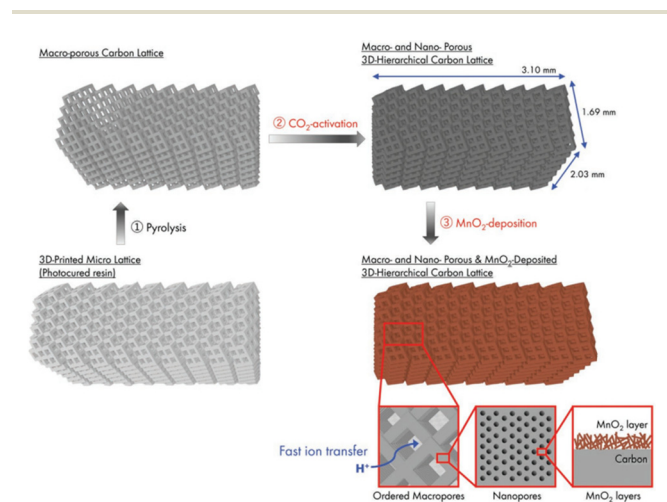 Macro-porous Carbon Lattice
Macro- and Nano- Porous
3D-Hierarchical Carbon Lattice
3.10 mm
② CO₂-activation
1.69 mm
2.03 mm
① Pyrolysis
③ MnO₂-deposition
3D-Printed Micro Lattice
(Photocured resin)
Macro- and Nano- Porous & MnO₂-Deposited
3D-Hierarchical Carbon Lattice
Fast ion transfer
H⁺
MnO₂ layer
Carbon
Ordered Macropores
Nanopores
MnO₂ layers